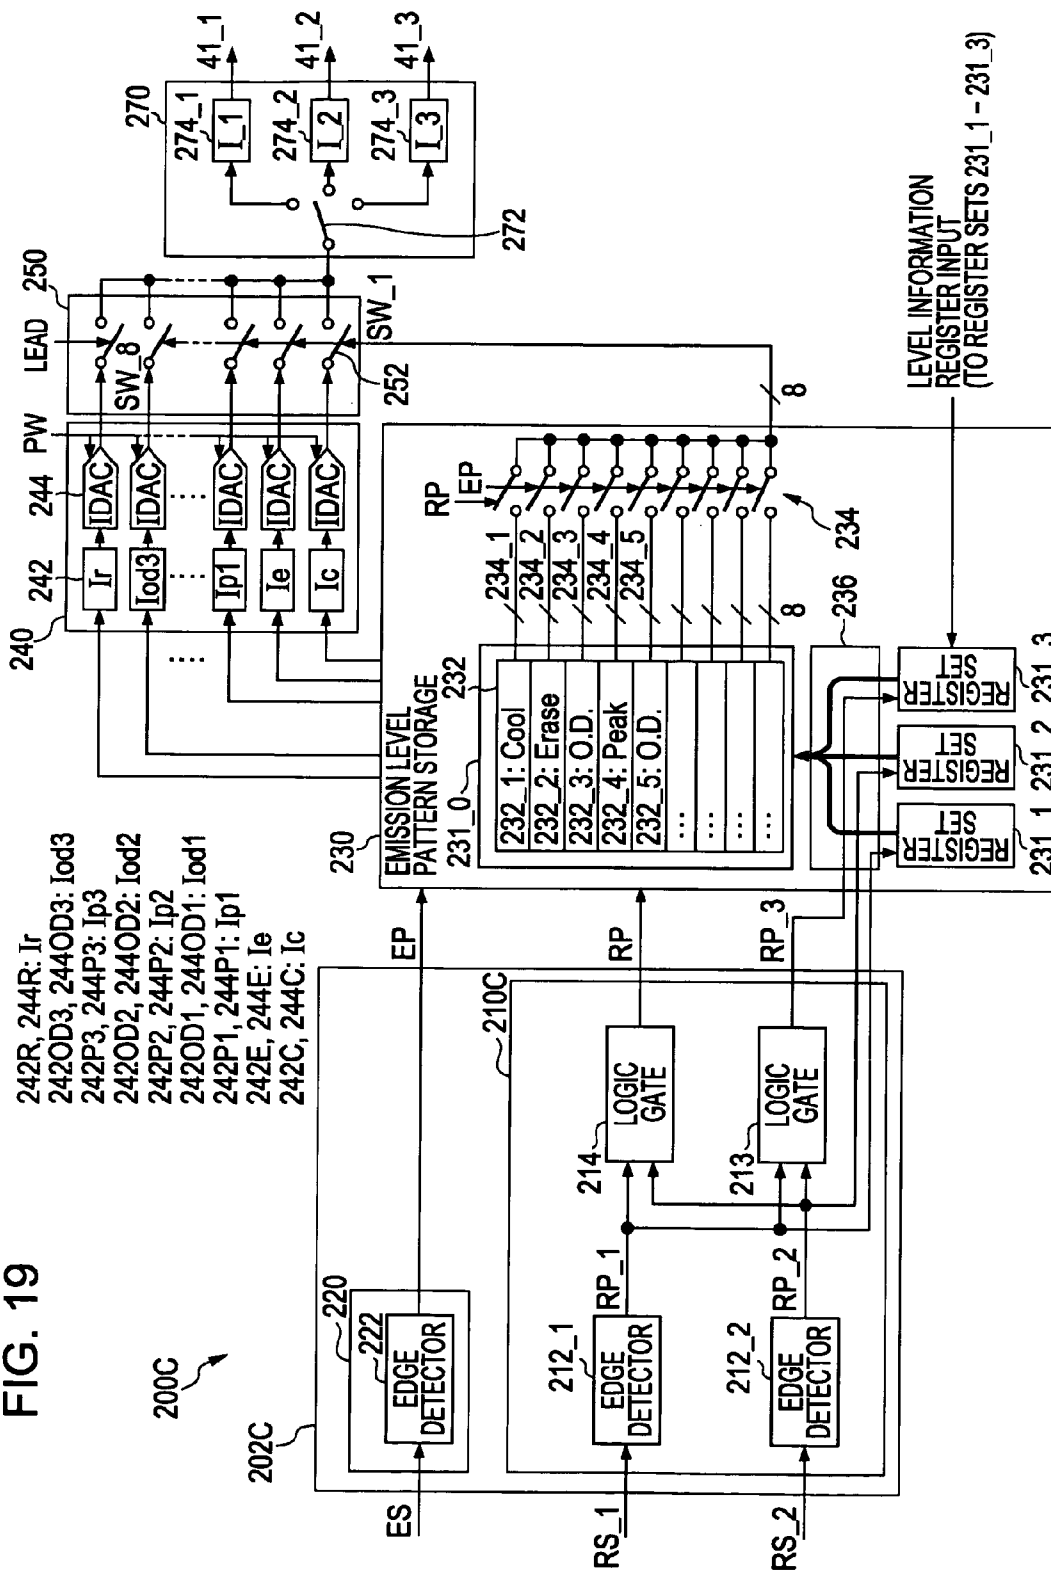 FIG. 19
200C
242R, 244R: Ir
242OD3, 244OD3: Iod3
242P3, 244P3: Ip3
242OD2, 244OD2: Iod2
242P2, 244P2: Ip2
242OD1, 244OD1: Iod1
242P1, 244P1: Ip1
242E, 244E: Ie
242C, 244C: Ic
202C
220
222
EDGE
DETECTOR
ES
EP
210C
212_1
EDGE
DETECTOR
RS_1
RP_1
212_2
EDGE
DETECTOR
RS_2
RP_2
214
LOGIC
GATE
RP
213
LOGIC
GATE
RP_3
230
EMISSION LEVEL
PATTERN STORAGE
231_0
232
232_1: Cool
232_2: Erase
232_3: O.D.
232_4: Peak
232_5: O.D.
...
...
...
234_1
234_2
234_3
234_4
234_5
8
RP
EP
234
8
236
REGISTER
SET
231_1
REGISTER
SET
231_2
REGISTER
SET
231_3
LEVEL INFORMATION
REGISTER INPUT
(TO REGISTER SETS 231_1 - 231_3)
240
242
244
PW
Ir
IDAC
Iod3
IDAC
.....
.....
Ip1
IDAC
Ie
IDAC
Ic
IDAC
....
250
LEAD
SW_8
SW_1
252
270
272
274_1
I_1
41_1
274_2
I_2
41_2
274_3
I_3
41_3